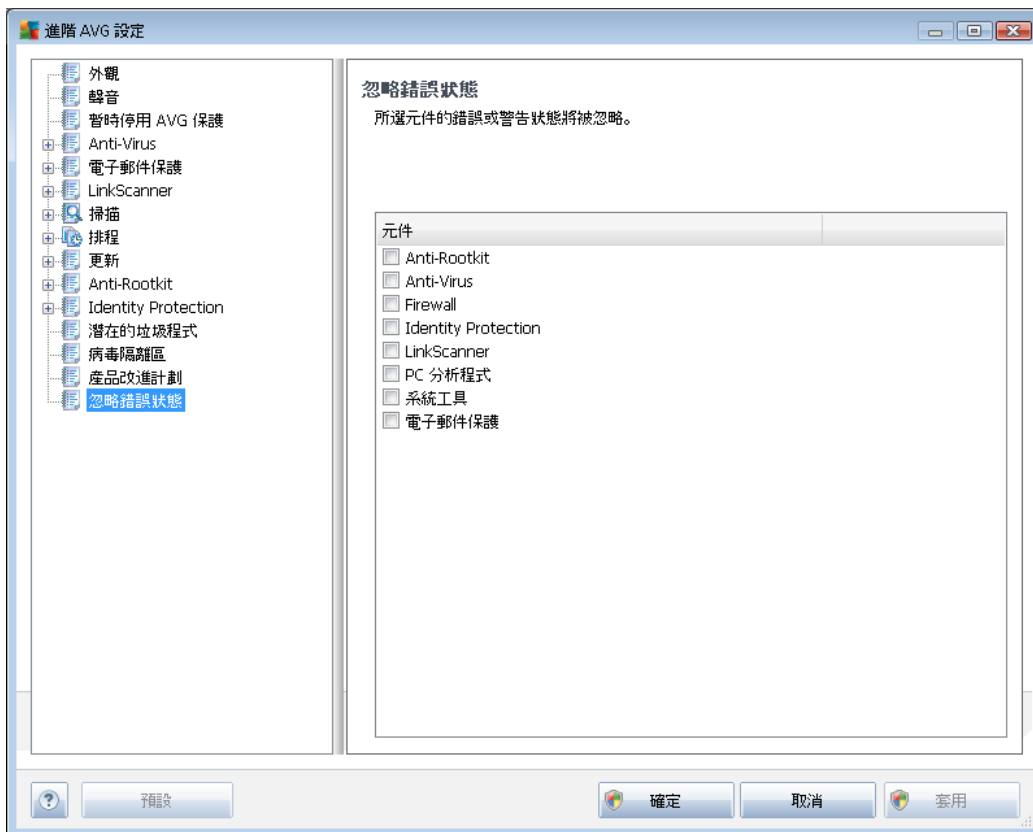 進階 AVG 設定
外觀
聲音
暫時停用 AVG 保護
Anti-Virus
電子郵件保護
LinkScanner
掃描
排程
更新
Anti-Rootkit
Identity Protection
潛在的垃圾程式
病毒隔離區
產品改進計劃
忽略錯誤狀態
忽略錯誤狀態
所選元件的錯誤或警告狀態將被忽略。
元件
Anti-Rootkit
Anti-Virus
Firewall
Identity Protection
LinkScanner
PC 分析程式
系統工具
電子郵件保護
?
預設
確定
取消
套用